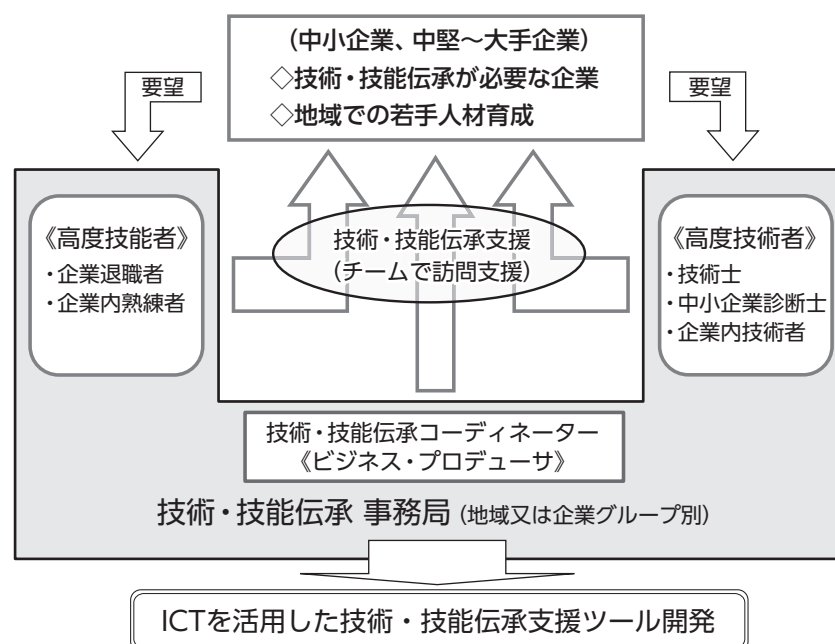 (中小企業、中堅～大手企業)
◇技術・技能伝承が必要な企業
◇地域での若手人材育成
要望
要望
《高度技能者》
・企業退職者
・企業内熟練者
技術・技能伝承支援
(チームで訪問支援)
《高度技術者》
・技術士
・中小企業診断士
・企業内技術者
技術・技能伝承コーディネーター
《ビジネス・プロデューサ》
技術・技能伝承 事務局 (地域又は企業グループ別)
ICTを活用した技術・技能伝承支援ツール開発